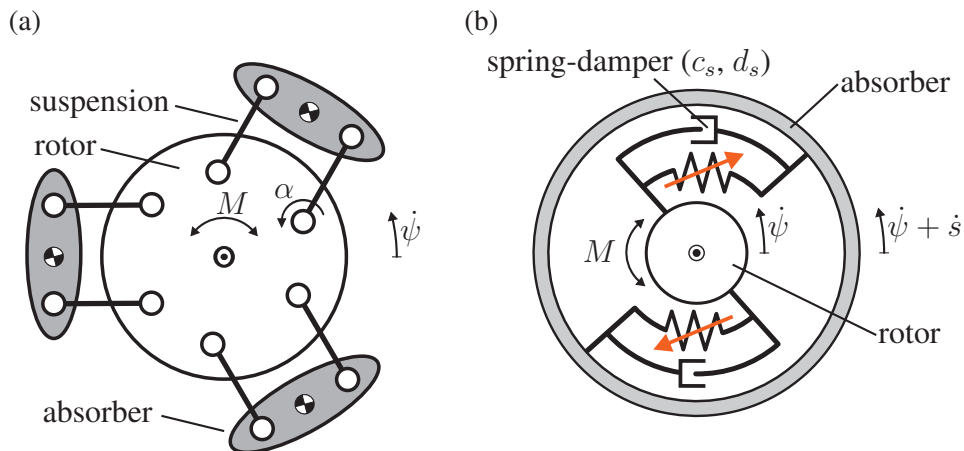 (a)
suspension
rotor
M
α
ψ̇
absorber
(b)
spring-damper (c_s, d_s)
absorber
M
ψ̇
ψ̇ + ṡ
rotor